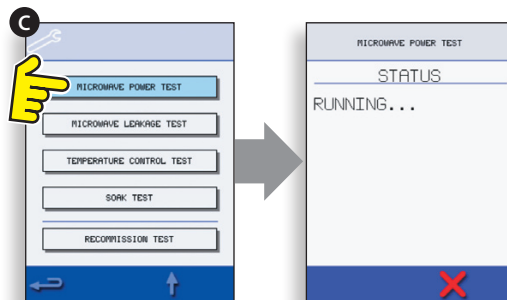 C
MICROWAVE POWER TEST
MICROWAVE LEAKAGE TEST
TEMPERATURE CONTROL TEST
SOAK TEST
RECOMMISSION TEST
MICROWAVE POWER TEST
STATUS
RUNNING...